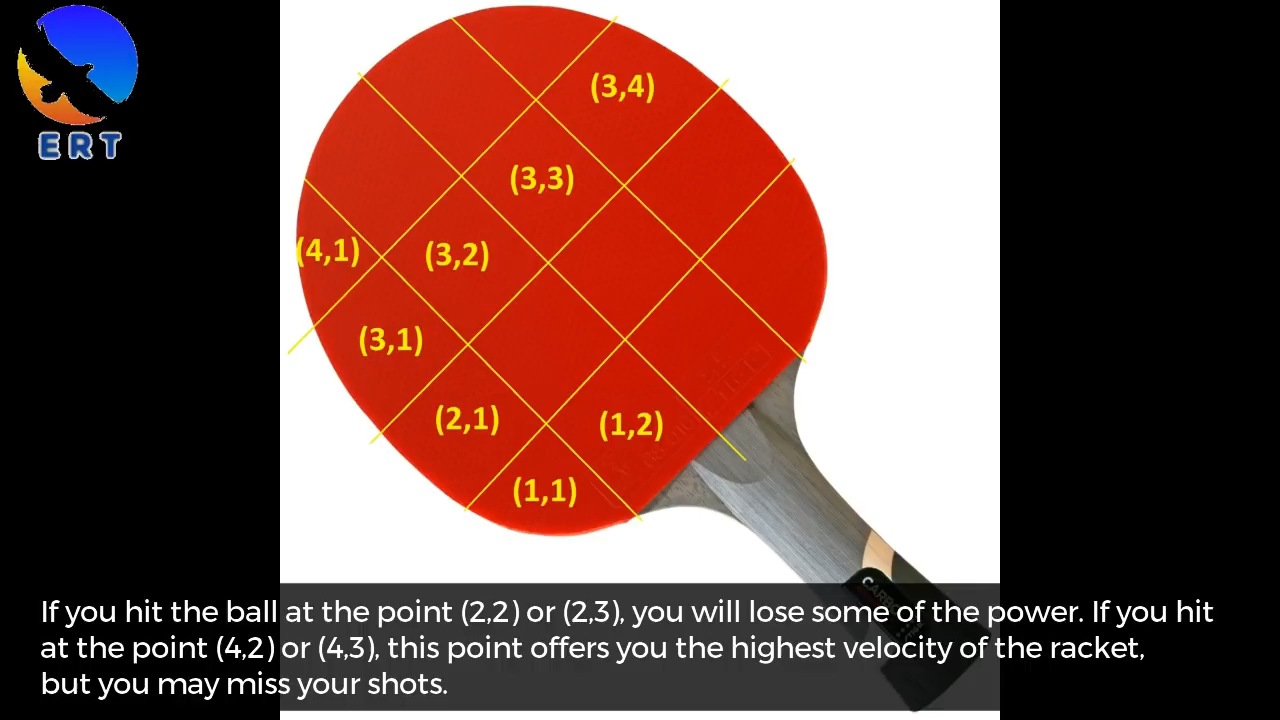 ERT
(3,4)
(3,3)
(4,1)
(3,2)
(3,1)
(2,1)
(1,2)
(1,1)
If you hit the ball at the point (2,2) or (2,3), you will lose some of the power. If you hit
at the point (4,2) or (4,3), this point offers you the highest velocity of the racket,
but you may miss your shots.